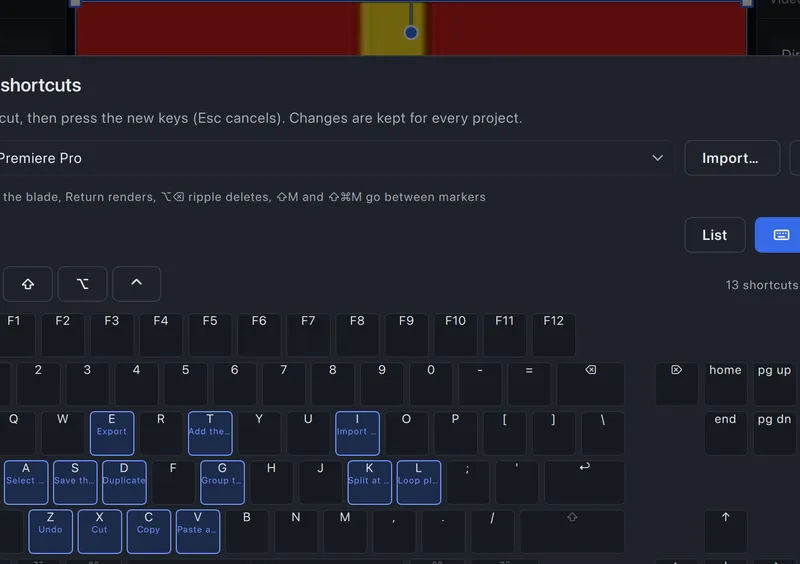 shortcuts
cut, then press the new keys (Esc cancels). Changes are kept for every project.
Premiere Pro
Import…
the blade, Return renders, ⌥⌫ ripple deletes, ⇧M and ⇧⌘M go between markers
List
⇧ ⌥ ^
13 shortcuts
F1 F2 F3 F4 F5 F6 F7 F8 F9 F10 F11 F12
2 3 4 5 6 7 8 9 0 - = ⌫ ⌦ home pg up
Q W E R T Y U I O P [ ] \ end pg dn
Export Add the… Import …
A S D F G H J K L ; ' ↩
Select … Save th… Duplicate Group t… Split at … Loop pl…
Z X C V B N M , . / ⇧ ↑
Undo Cut Copy Paste a…